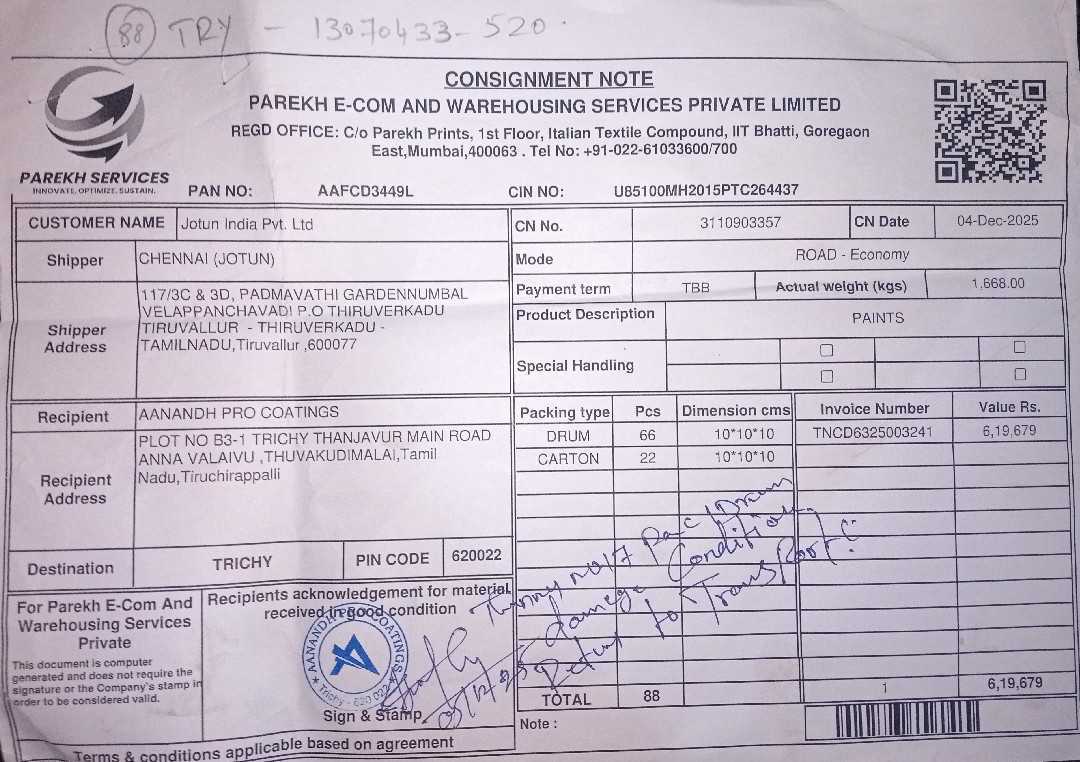 88 TRY - 13070433-520
CONSIGNMENT NOTE
PAREKH E-COM AND WAREHOUSING SERVICES PRIVATE LIMITED
REGD OFFICE: C/o Parekh Prints, 1st Floor, Italian Textile Compound, IIT Bhatti, Goregaon
East,Mumbai,400063 . Tel No: +91-022-61033600/700
PAREKH SERVICES
INNOVATE. OPTIMIZE. SUSTAIN.
PAN NO: AAFCD3449L CIN NO: U85100MH2015PTC264437
CUSTOMER NAME Jotun India Pvt. Ltd
CN No. 3110903357 CN Date 04-Dec-2025
Shipper CHENNAI (JOTUN)
Mode ROAD - Economy
Payment term TBB Actual weight (kgs) 1,668.00
Shipper Address
117/3C & 3D, PADMAVATHI GARDENNUMBAL
VELAPPANCHAVADI P.O THIRUVERKADU
TIRUVALLUR - THIRUVERKADU -
TAMILNADU,Tiruvallur ,600077
Product Description PAINTS
Special Handling
Recipient AANANDH PRO COATINGS
Recipient Address
PLOT NO B3-1 TRICHY THANJAVUR MAIN ROAD
ANNA VALAIVU ,THUVAKUDIMALAI,Tamil
Nadu,Tiruchirappalli
Packing type Pcs Dimension cms Invoice Number Value Rs.
DRUM 66 10*10*10 TNCD6325003241 6,19,679
CARTON 22 10*10*10
Destination TRICHY PIN CODE 620022
For Parekh E-Com And
Warehousing Services
Private
This document is computer
generated and does not require the
signature or the Company's stamp in
order to be considered valid.
Recipients acknowledgement for material
received in good condition
AANANDH PRO COATINGS
Trichy - 620 022
Sign & Stamp
Drum
damage Condition
Return to Transport
TOTAL 88 1 6,19,679
Note :
Terms & conditions applicable based on agreement